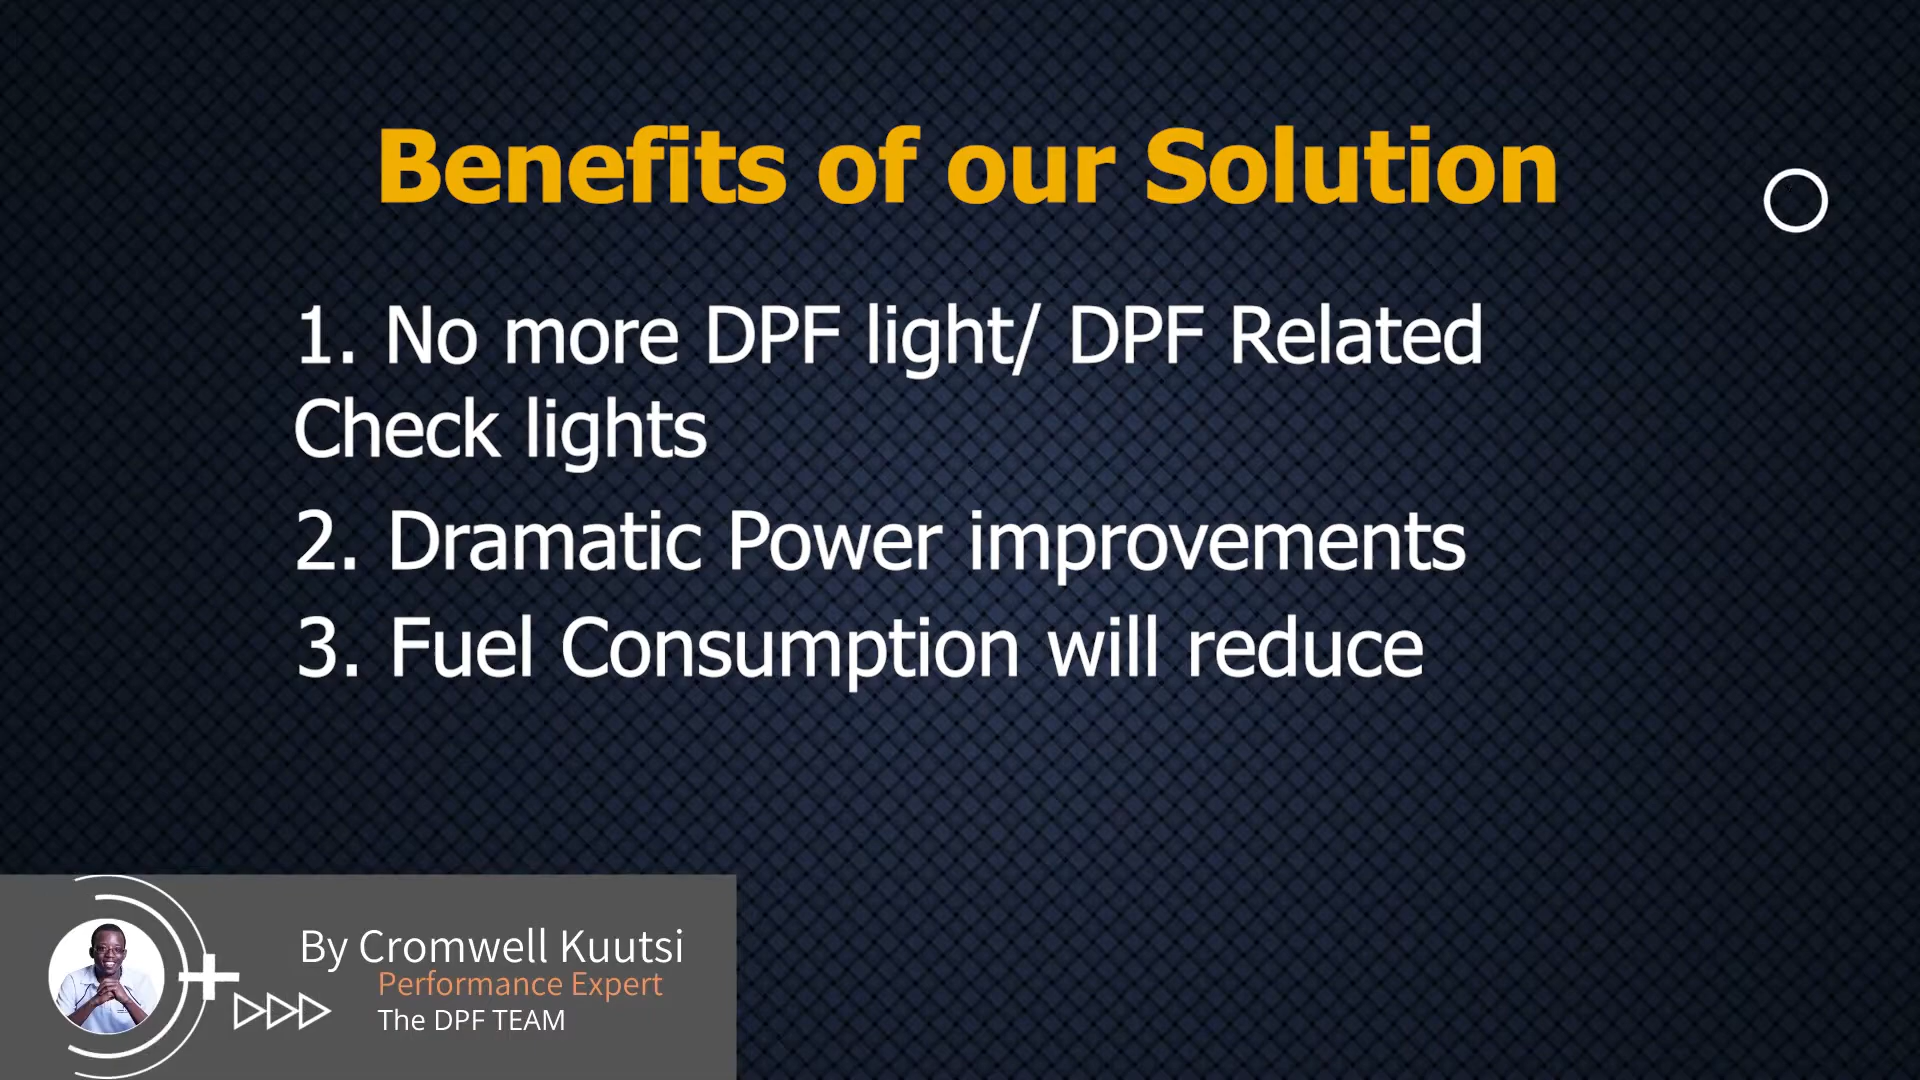 Benefits of our Solution
1. No more DPF light/ DPF Related
Check lights
2. Dramatic Power improvements
3. Fuel Consumption will reduce
By Cromwell Kuutsi
Performance Expert
The DPF TEAM